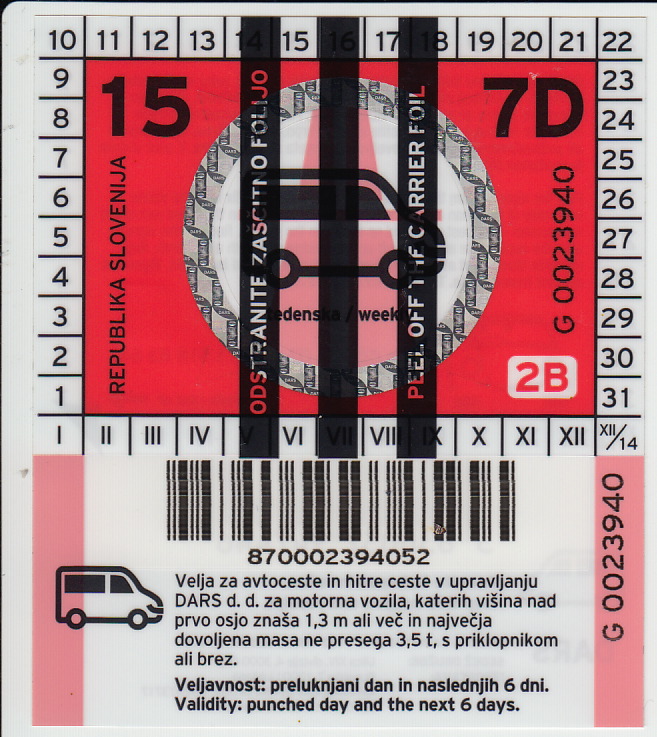 10 11 12 13 14 15 16 17 18 19 20 21 22
9 23
8 24
7 25
6 26
5 27
4 28
3 29
2 30
1 31
I II III IV V VI VII VIII IX X XI XII XII/14
15
7D
REPUBLIKA SLOVENIJA
ODSTRANITE ZASCITNO FOLIJO
PEEL OFF THE CARRIER FOIL
G 0023940
tedenska / weekly
2B
DARS
870002394052
G 0023940
Velja za avtoceste in hitre ceste v upravljanju
DARS d. d. za motorna vozila, katerih višina nad
prvo osjo znaša 1,3 m ali več in največja
dovoljena masa ne presega 3,5 t, s priklopnikom
ali brez.
Veljavnost: preluknjani dan in naslednjih 6 dni.
Validity: punched day and the next 6 days.